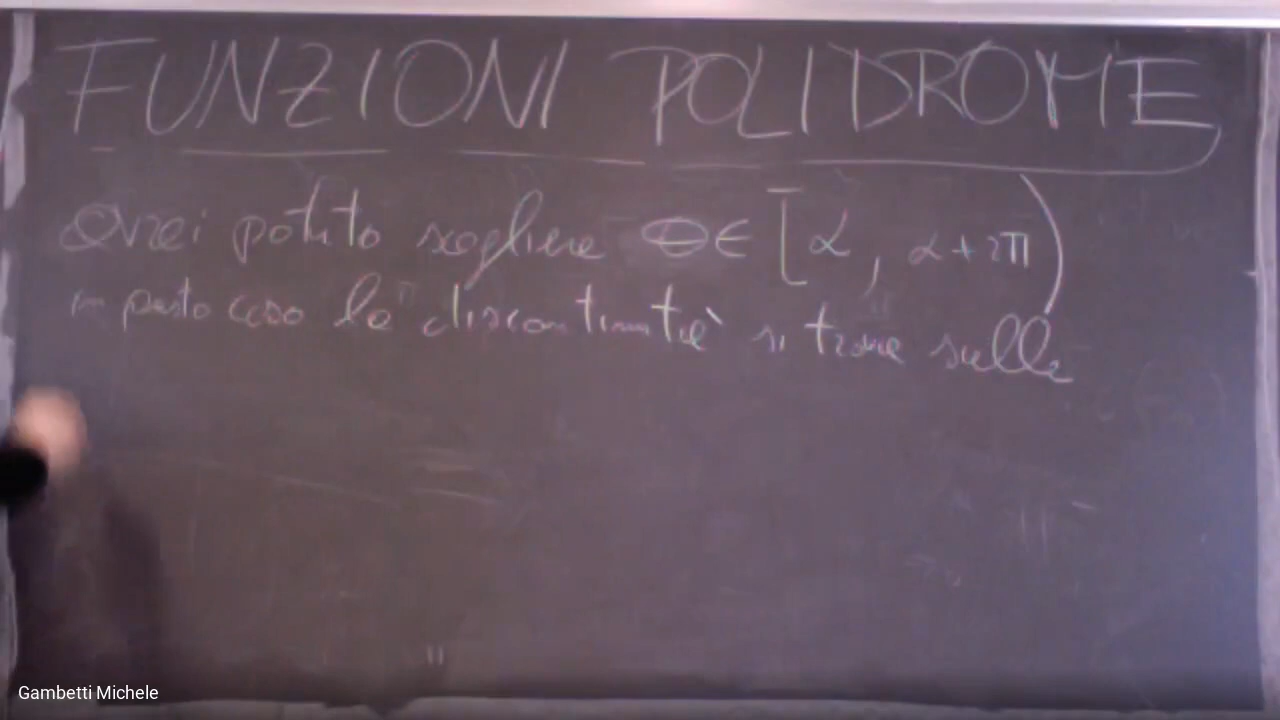 FUNZIONI POLIDROME
avrei potuto scegliere θ∈ [α, α+2π)
in questo caso la discontinuità si trova sulla
Gambetti Michele